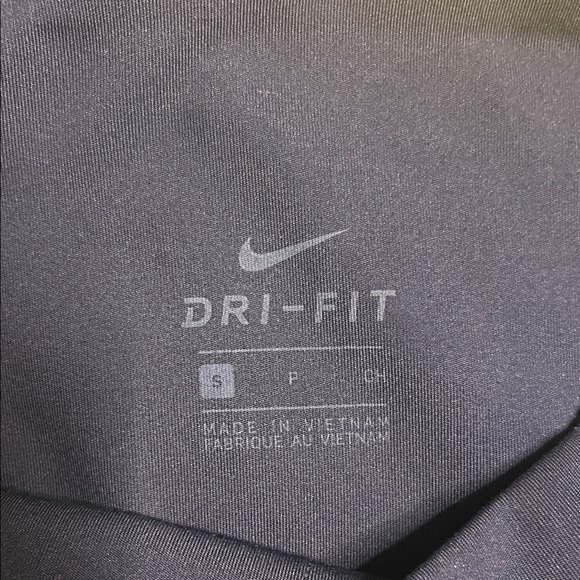 DRI-FIT
S P CH
MADE IN VIETNAM
FABRIQUE AU VIETNAM